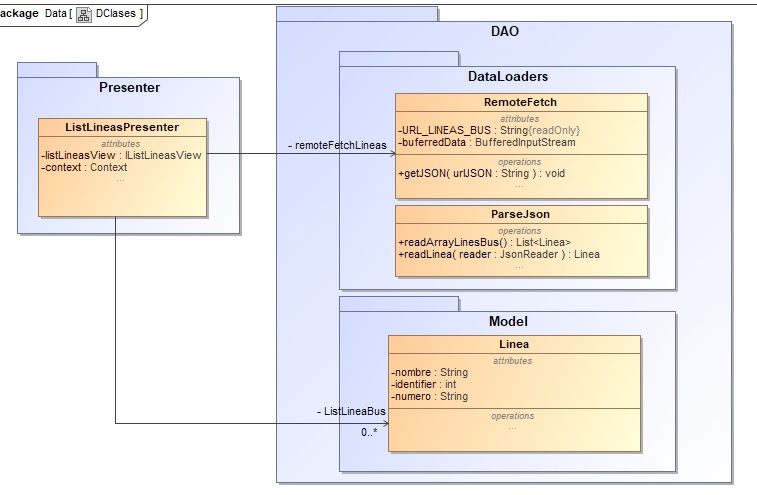 ackage Data [ DClases ]
DAO
DataLoaders
Presenter
RemoteFetch
attributes
-URL_LINEAS_BUS : String{readOnly}
-buferredData : BufferedInputStream
operations
+getJSON( urlJSON : String ) : void
...
ListLineasPresenter
attributes
-listLineasView : IListLineasView
-context : Context
...
- remoteFetchLineas
ParseJson
operations
+readArrayLinesBus() : List<Linea>
+readLinea( reader : JsonReader ) : Linea
...
Model
Linea
attributes
-nombre : String
-identifier : int
-numero : String
operations
...
- ListLineaBus
0..*